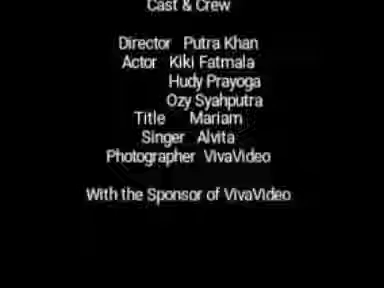 Cast & Crew
Director Putra Khan
Actor Kiki Fatmala
Hudy Prayoga
Ozy Syahputra
Title Mariam
Singer Alvita
Photographer VivaVideo
With the Sponsor of VivaVideo